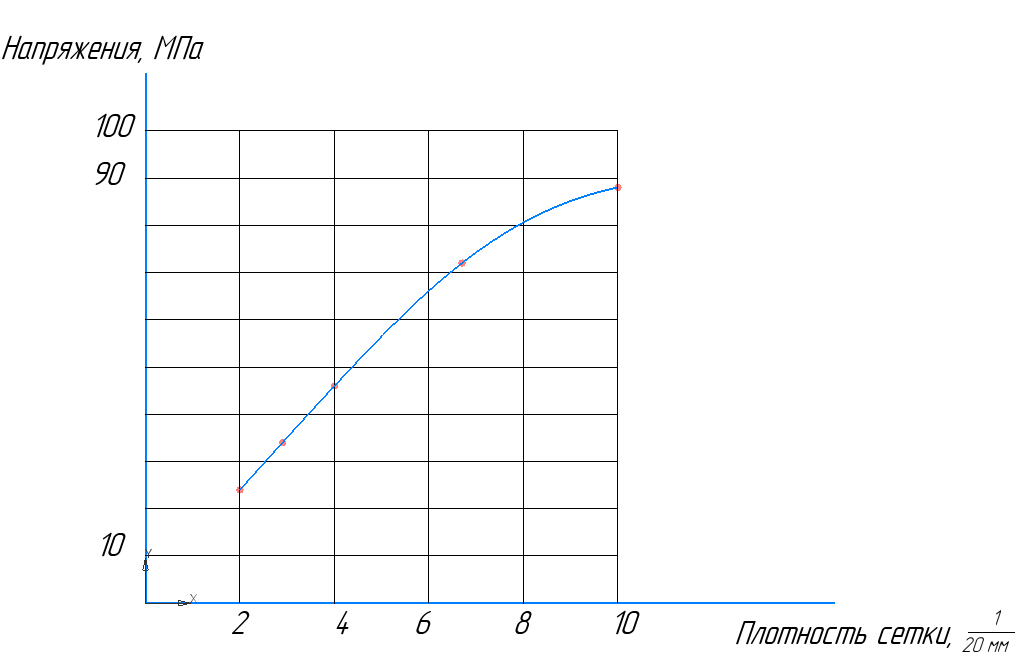 Напряжения, МПа
100
90
10
Y
X
2 4 6 8 10
Плотность сетки, 1/20 мм